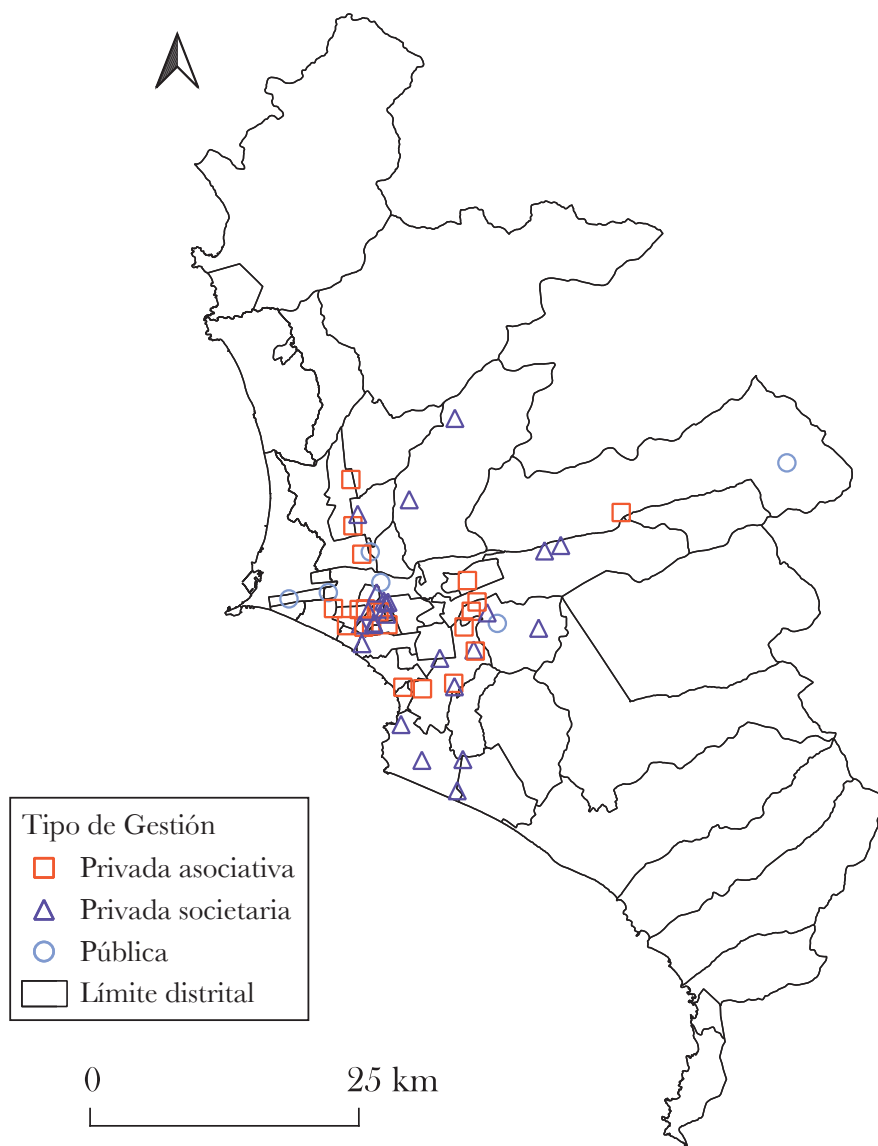 Tipo de Gestión
Privada asociativa
Privada societaria
Pública
Límite distrital
0 25 km